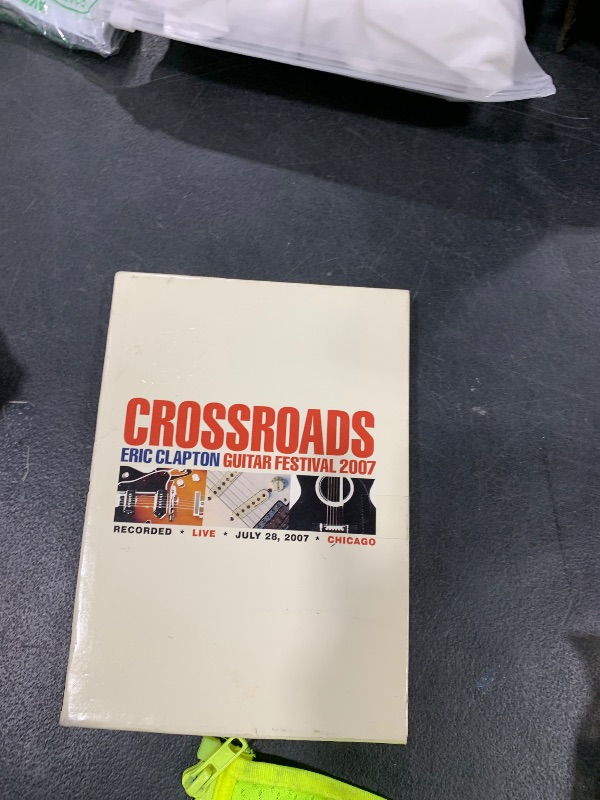 CROSSROADS
ERIC CLAPTON GUITAR FESTIVAL 2007
RECORDED * LIVE * JULY 28, 2007 * CHICAGO